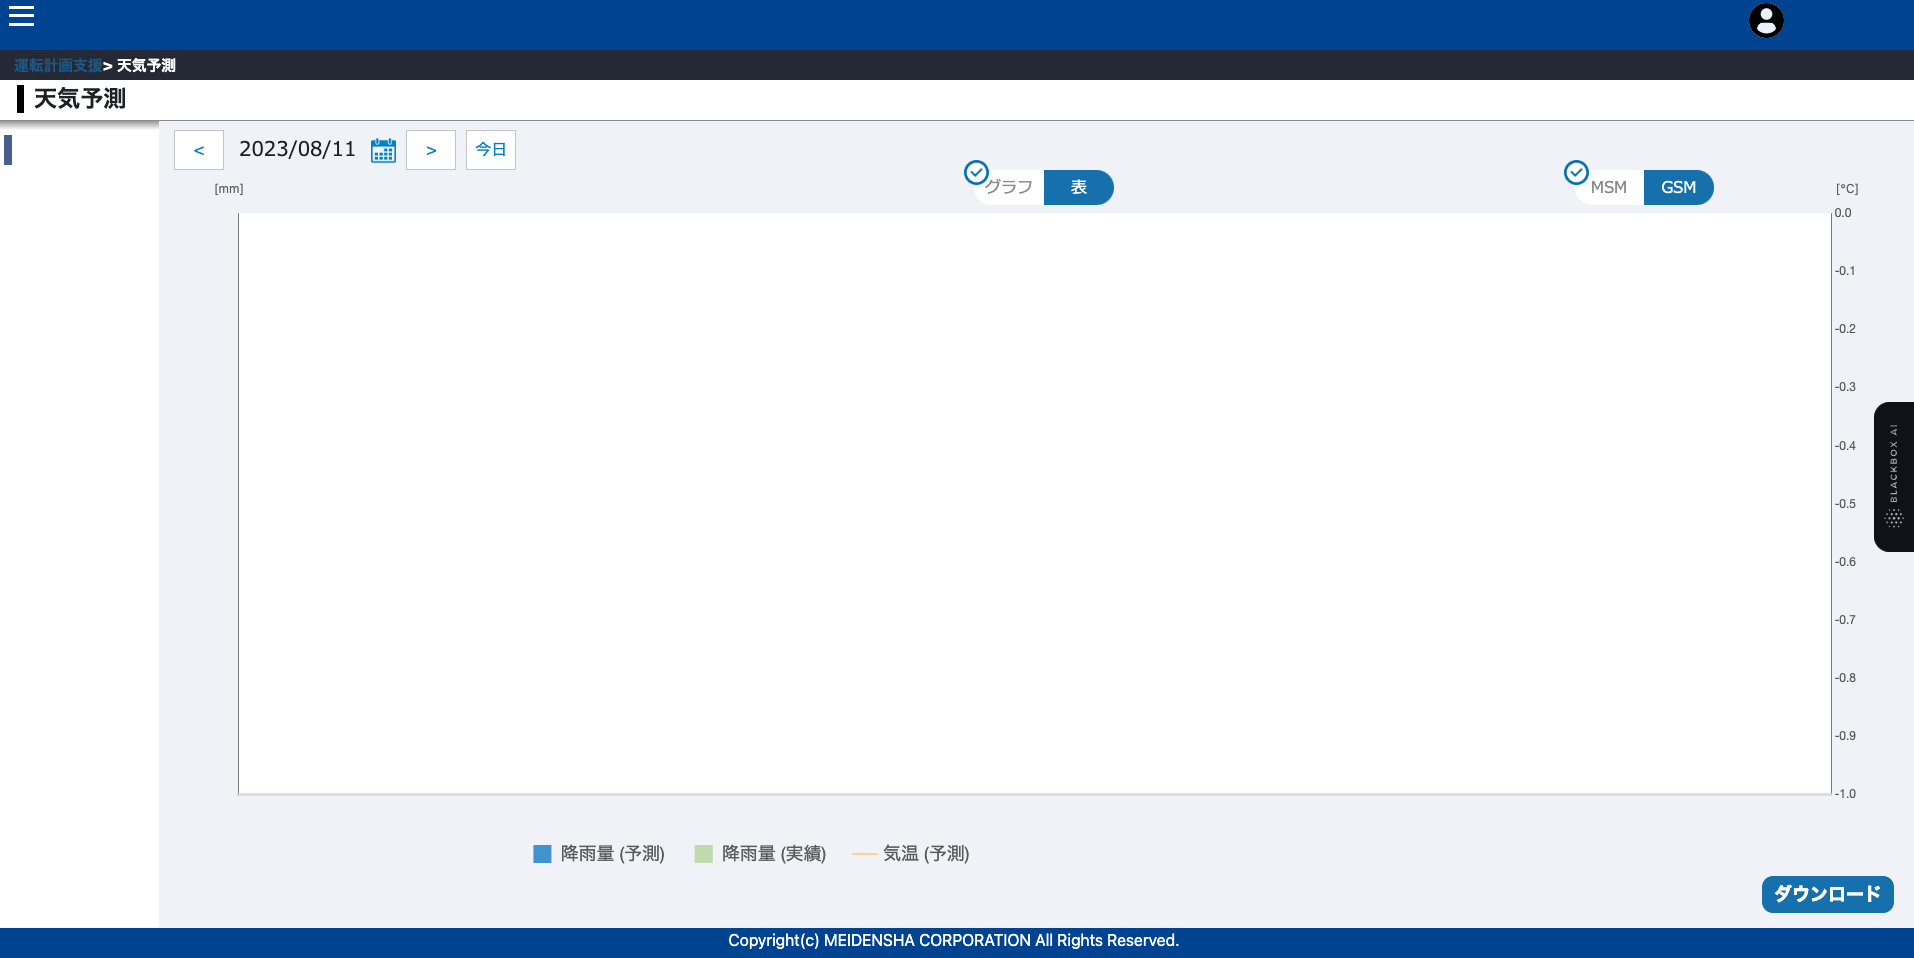 運転計画支援> 天気予測
天気予測
< 2023/08/11 > 今日
グラフ 表
MSM GSM
[mm]
[°C]
0.0
-0.1
-0.2
-0.3
-0.4
-0.5
-0.6
-0.7
-0.8
-0.9
-1.0
BLACKBOX AI
降雨量 (予測) 降雨量 (実績) 気温 (予測)
ダウンロード
Copyright(c) MEIDENSHA CORPORATION All Rights Reserved.